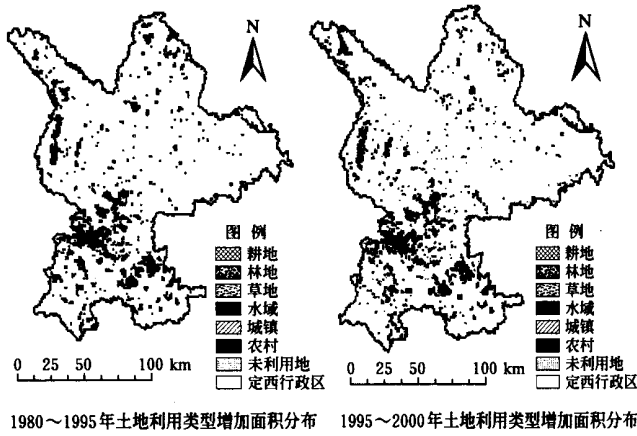 N
图 例
耕地
林地
草地
水域
城镇
农村
未利用地
定西行政区
0 25 50 100 km
1980～1995年土地利用类型增加面积分布
N
图 例
耕地
林地
草地
水域
城镇
农村
未利用地
定西行政区
0 25 50 100 km
1995～2000年土地利用类型增加面积分布